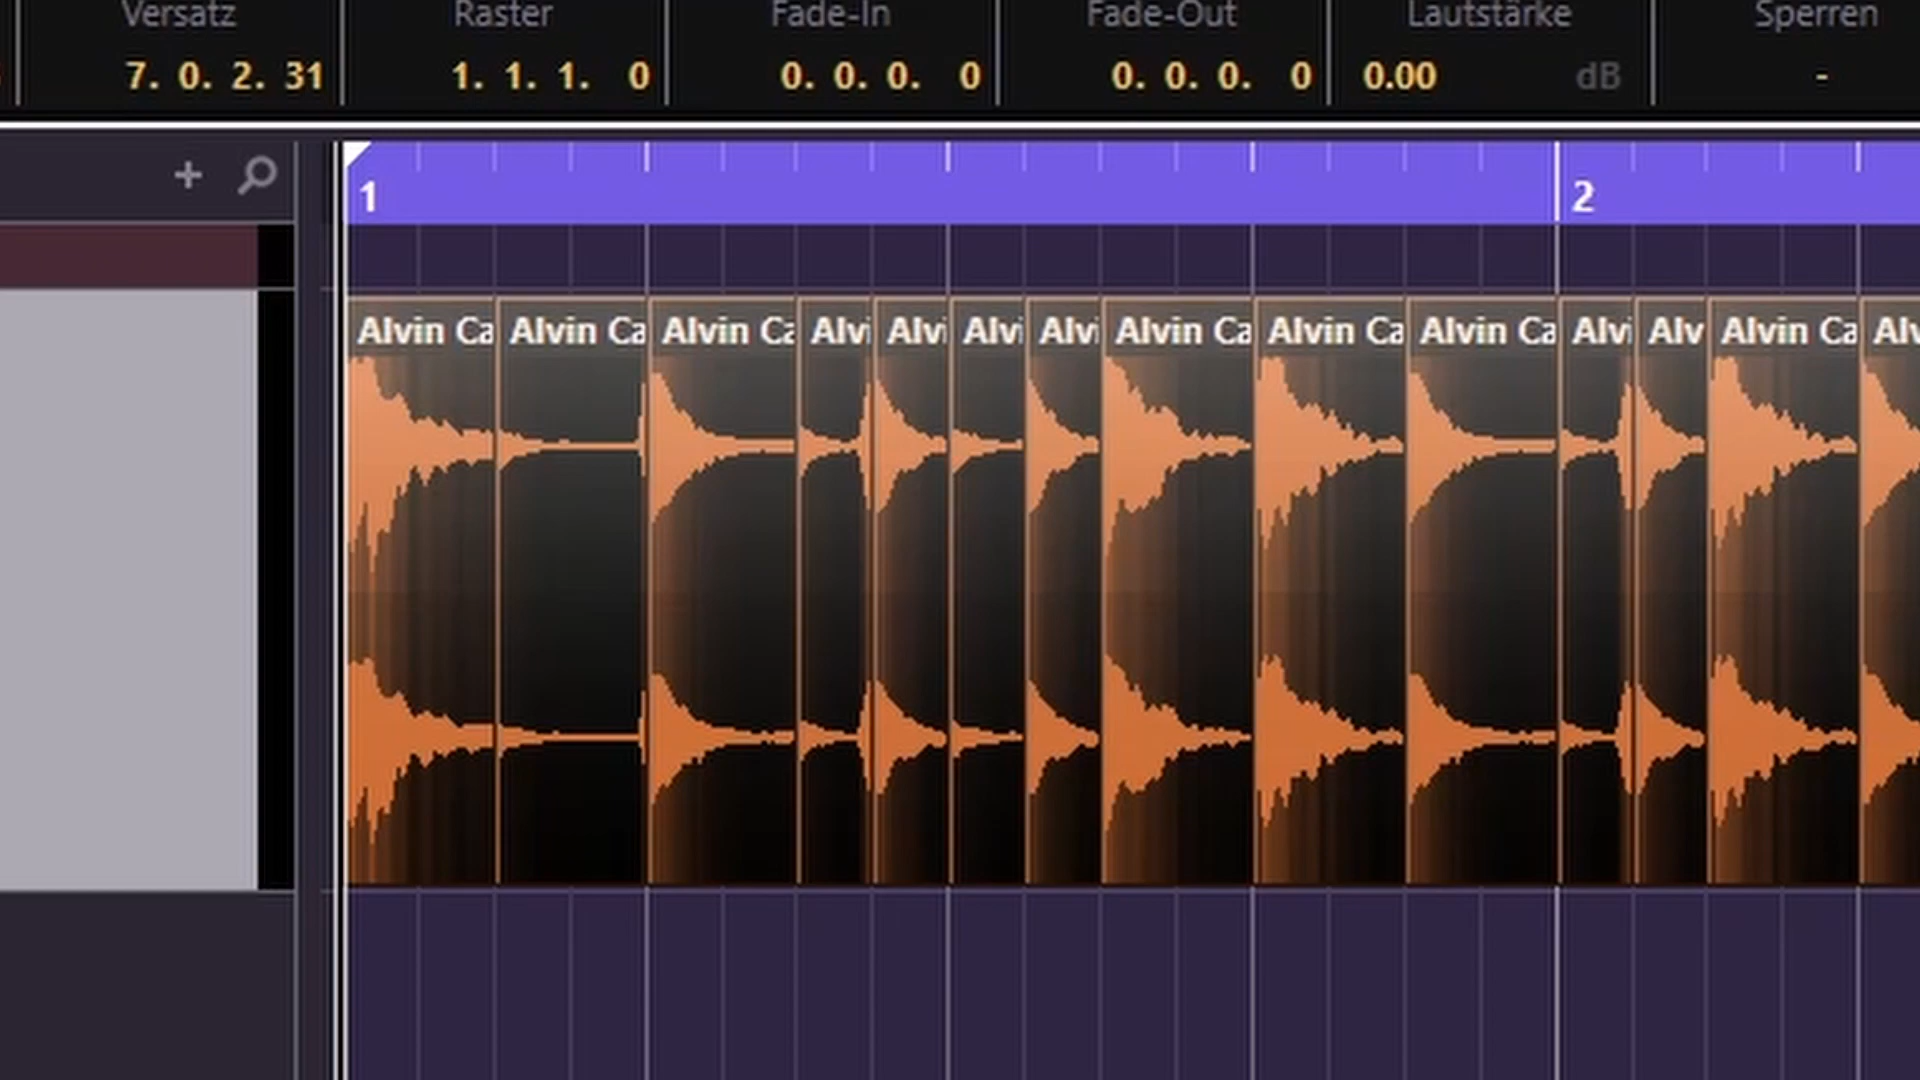 Versatz Raster Fade-In Fade-Out Lautstärke Sperren
7. 0. 2. 31 1. 1. 1. 0 0. 0. 0. 0 0. 0. 0. 0 0.00 dB -
1 2
Alvin Ca Alvin Ca Alvin Ca Alvi Alvi Alvi Alvi Alvin Ca Alvin Ca Alvin Ca Alvi Alv Alvin Ca Alv